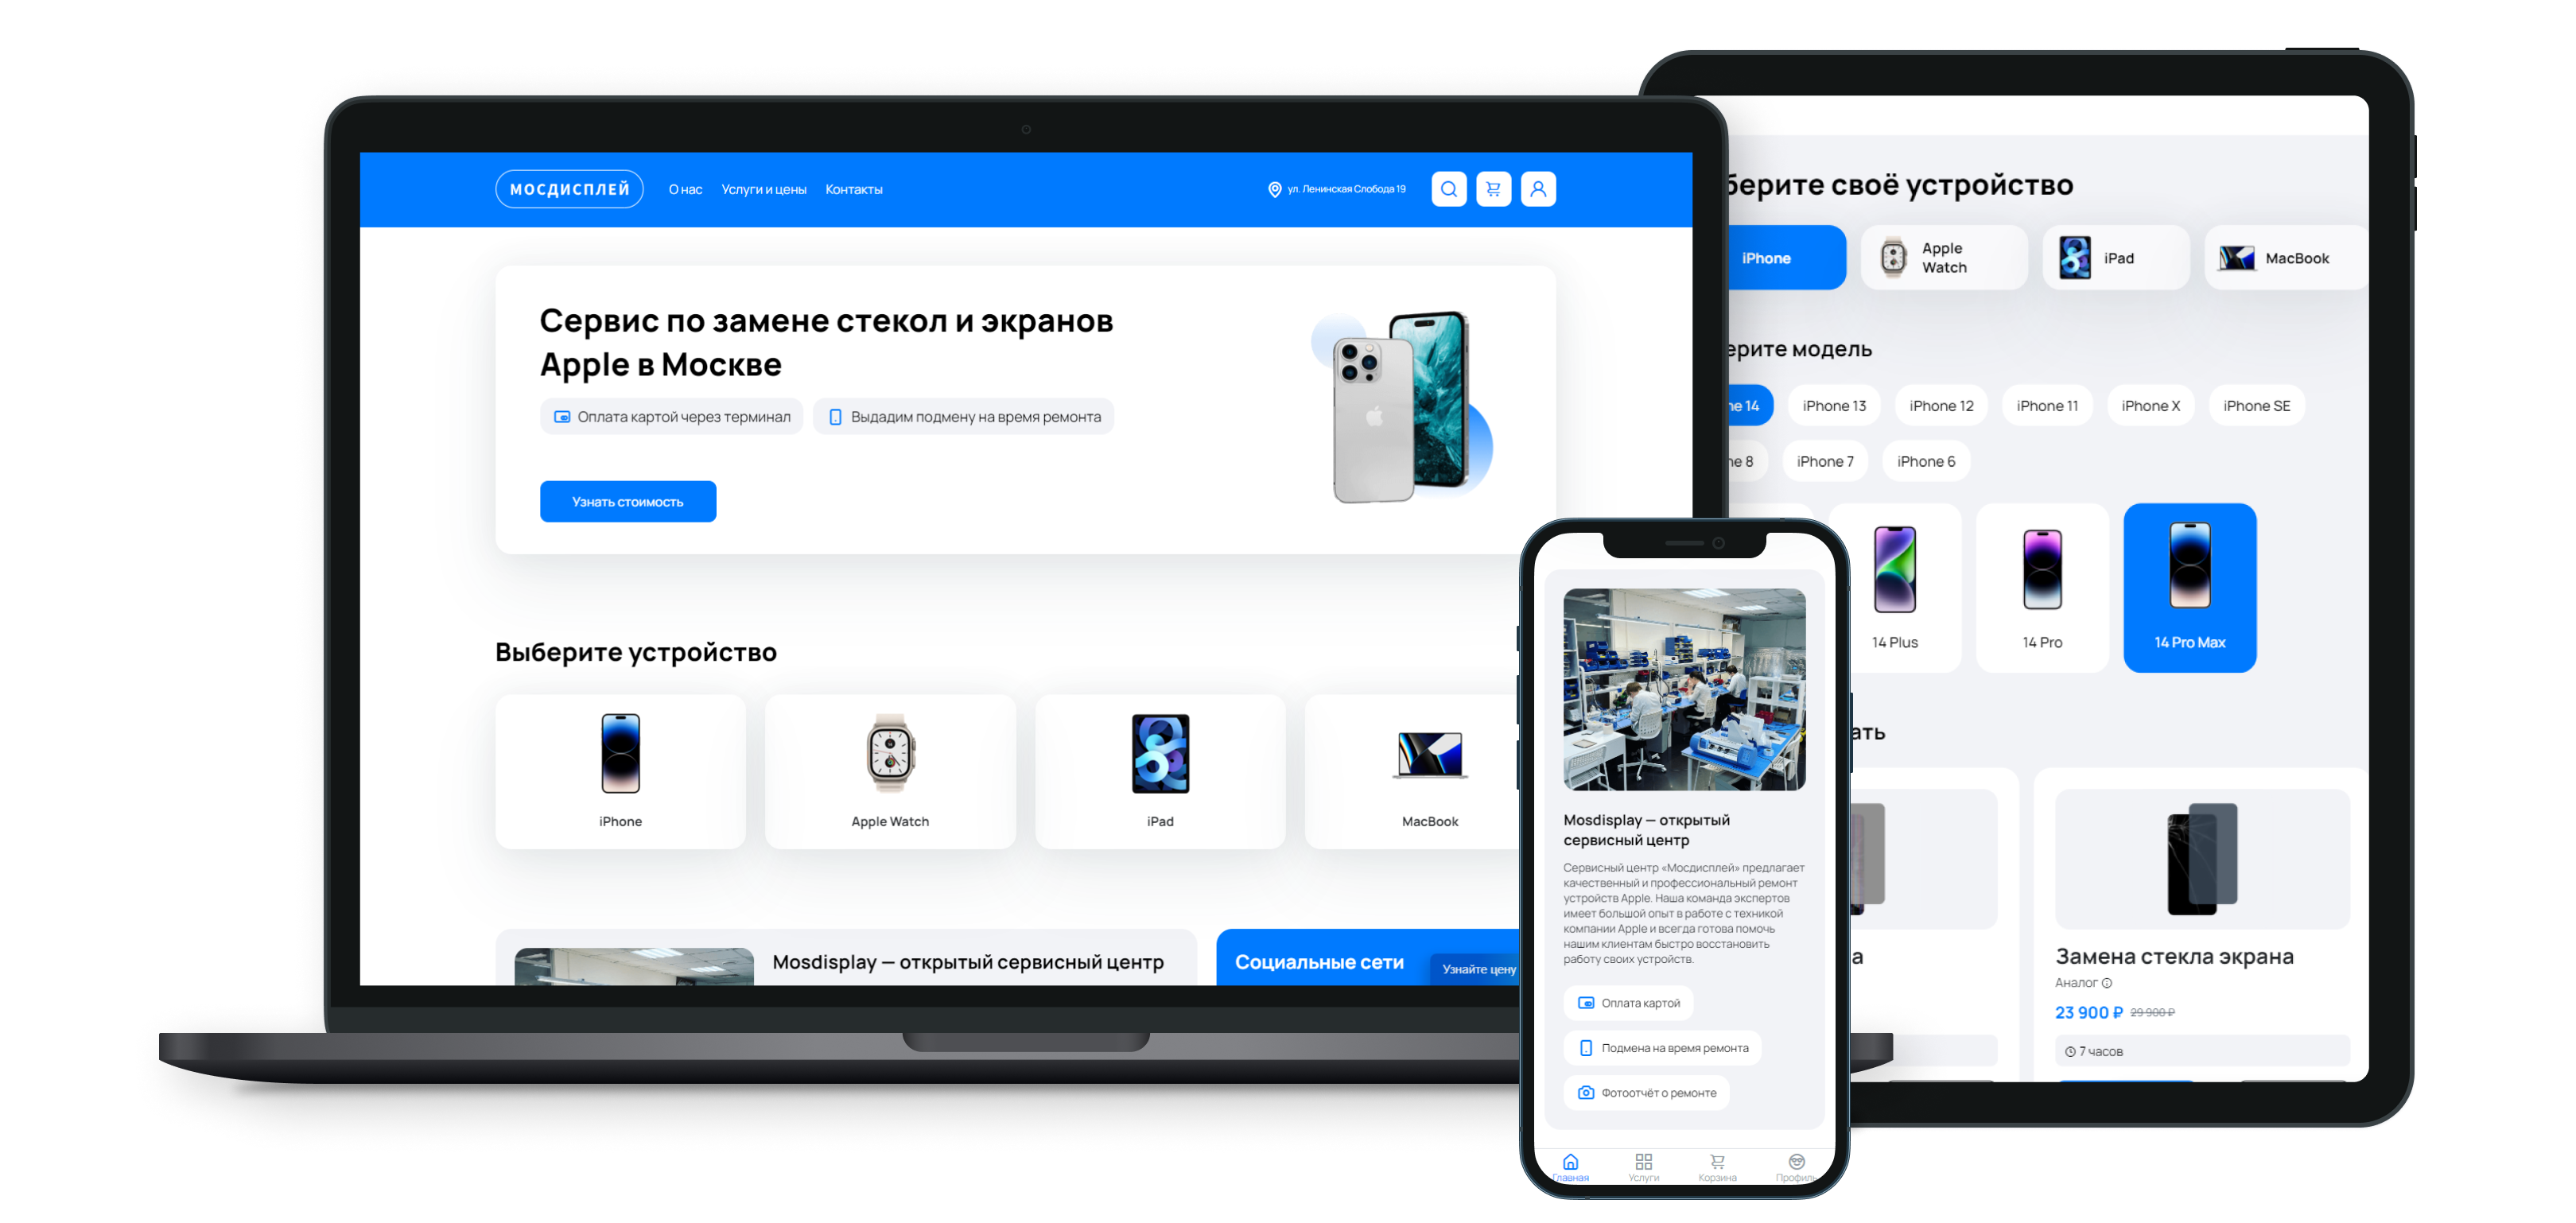 МОСДИСПЛЕЙ
О нас
Услуги и цены
Контакты
ул. Ленинская Слобода 19
Сервис по замене стекол и экранов
Apple в Москве
Оплата картой через терминал
Выдадим подмену на время ремонта
Узнать стоимость
Выберите устройство
iPhone
Apple Watch
iPad
MacBook
Mosdisplay — открытый сервисный центр
Социальные сети
Узнайте цену
берите своё устройство
iPhone
Apple
Watch
iPad
MacBook
ерите модель
ne 14
iPhone 13
iPhone 12
iPhone 11
iPhone X
iPhone SE
ne 8
iPhone 7
iPhone 6
14 Plus
14 Pro
14 Pro Max
ать
а
Замена стекла экрана
Аналог
23 900 ₽ 29 900 ₽
7 часов
Mosdisplay — открытый
сервисный центр
Сервисный центр «Мосдисплей» предлагает
качественный и профессиональный ремонт
устройств Apple. Наша команда экспертов
имеет большой опыт в работе с техникой
компании Apple и всегда готова помочь
нашим клиентам быстро восстановить
работу своих устройств.
Оплата картой
Подмена на время ремонта
Фотоотчёт о ремонте
Главная
Услуги
Корзина
Профиль